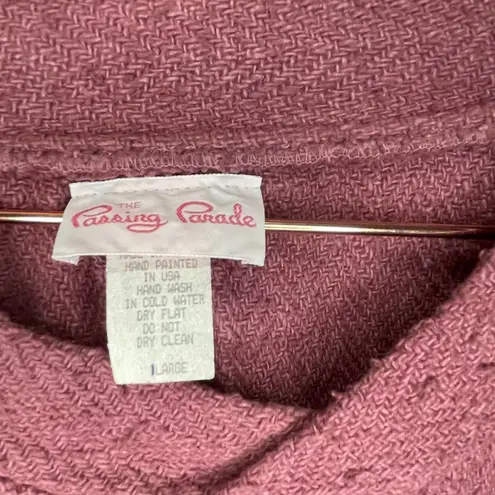 THE
Passing Parade
HAND PAINTED
IN USA
HAND WASH
IN COLD WATER
DRY FLAT
DO NOT
DRY CLEAN
LARGE